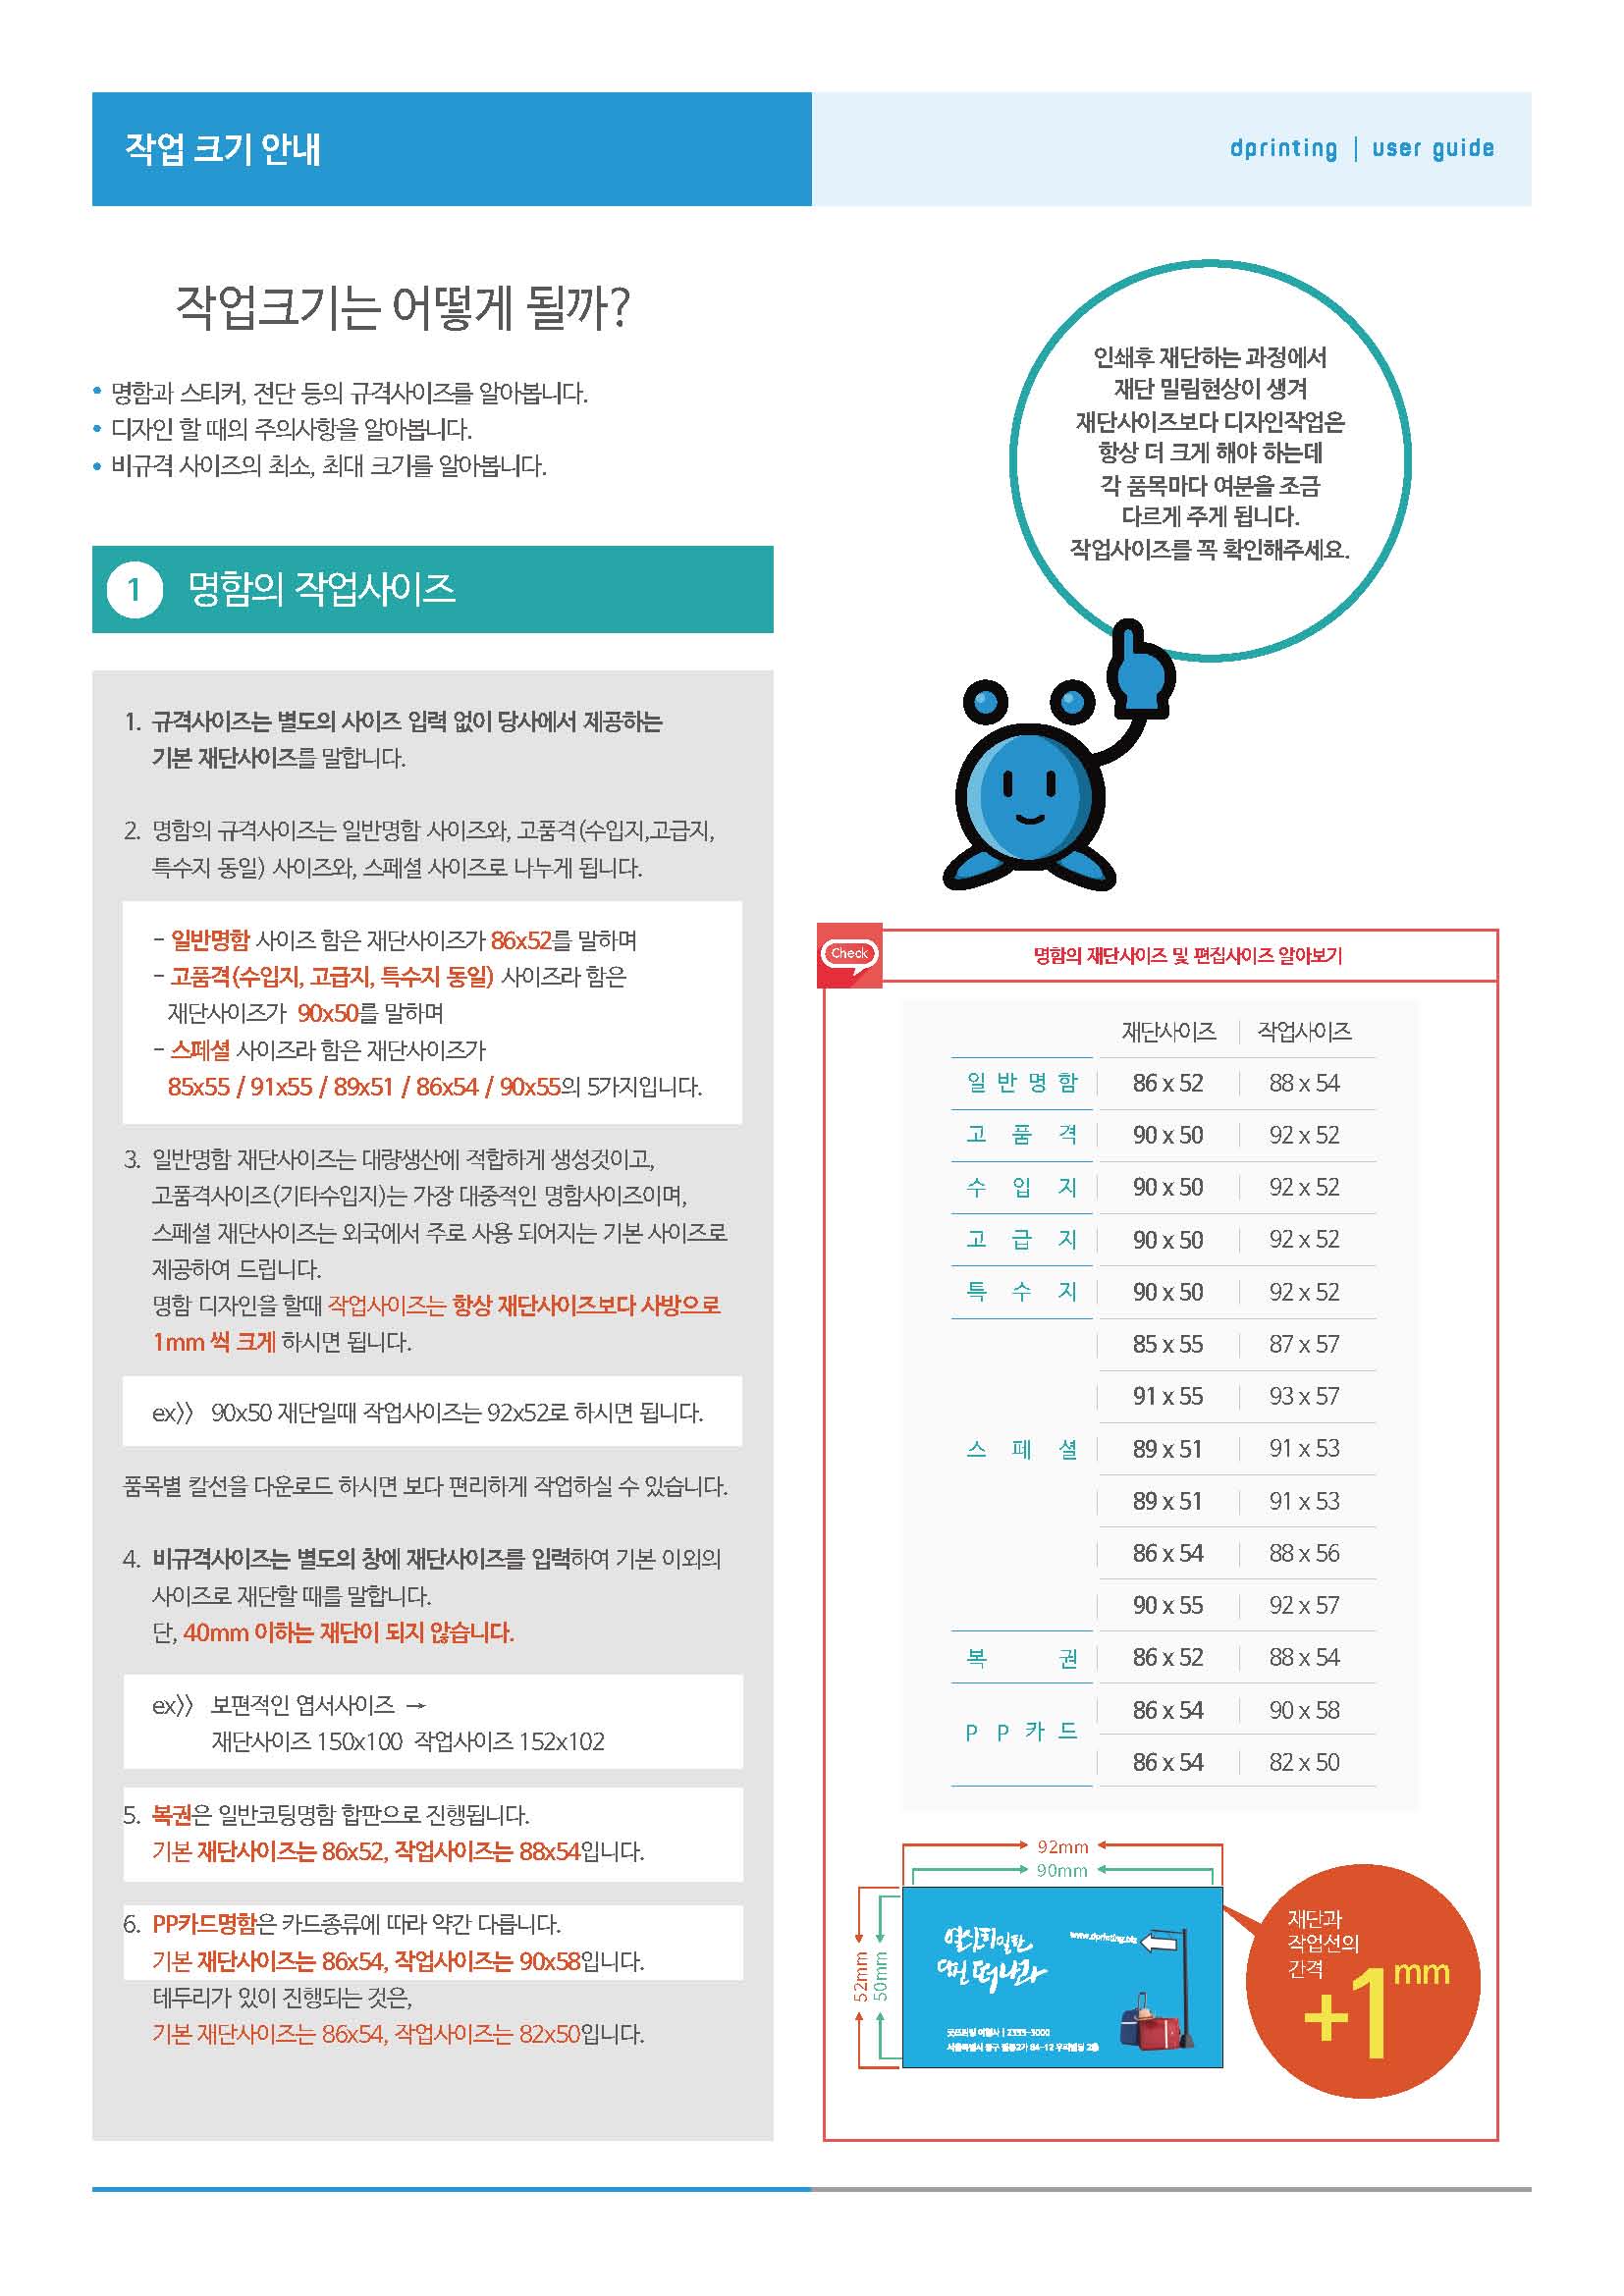 작업 크기 안내
dprinting | user guide
작업크기는 어떻게 될까?
• 명함과 스티커, 전단 등의 규격사이즈를 알아봅니다.
• 디자인 할 때의 주의사항을 알아봅니다.
• 비규격 사이즈의 최소, 최대 크기를 알아봅니다.
인쇄후 재단하는 과정에서
재단 밀림현상이 생겨
재단사이즈보다 디자인작업은
항상 더 크게 해야 하는데
각 품목마다 여분을 조금
다르게 주게 됩니다.
작업사이즈를 꼭 확인해주세요.
1 명함의 작업사이즈
1. 규격사이즈는 별도의 사이즈 입력 없이 당사에서 제공하는
기본 재단사이즈를 말합니다.
2. 명함의 규격사이즈는 일반명함 사이즈와, 고품격(수입지,고급지,
특수지 동일) 사이즈와, 스페셜 사이즈로 나누게 됩니다.
- 일반명함 사이즈 함은 재단사이즈가 86x52를 말하며
- 고품격(수입지, 고급지, 특수지 동일) 사이즈라 함은
재단사이즈가 90x50를 말하며
- 스페셜 사이즈라 함은 재단사이즈가
85x55 / 91x55 / 89x51 / 86x54 / 90x55의 5가지입니다.
3. 일반명함 재단사이즈는 대량생산에 적합하게 생성것이고,
고품격사이즈(기타수입지)는 가장 대중적인 명함사이즈이며,
스페셜 재단사이즈는 외국에서 주로 사용 되어지는 기본 사이즈로
제공하여 드립니다.
명함 디자인을 할때 작업사이즈는 항상 재단사이즈보다 사방으로
1mm 씩 크게 하시면 됩니다.
ex>> 90x50 재단일때 작업사이즈는 92x52로 하시면 됩니다.
품목별 칼선을 다운로드 하시면 보다 편리하게 작업하실 수 있습니다.
4. 비규격사이즈는 별도의 창에 재단사이즈를 입력하여 기본 이외의
사이즈로 재단할 때를 말합니다.
단, 40mm 이하는 재단이 되지 않습니다.
ex>> 보편적인 엽서사이즈 →
재단사이즈 150x100 작업사이즈 152x102
5. 복권은 일반코팅명함 합판으로 진행됩니다.
기본 재단사이즈는 86x52, 작업사이즈는 88x54입니다.
6. PP카드명함은 카드종류에 따라 약간 다릅니다.
기본 재단사이즈는 86x54, 작업사이즈는 90x58입니다.
테두리가 있이 진행되는 것은,
기본 재단사이즈는 86x54, 작업사이즈는 82x50입니다.
Check
명함의 재단사이즈 및 편집사이즈 알아보기
재단사이즈 작업사이즈
일반명함 86 x 52 88 x 54
고품격 90 x 50 92 x 52
수입지 90 x 50 92 x 52
고급지 90 x 50 92 x 52
특수지 90 x 50 92 x 52
85 x 55 87 x 57
91 x 55 93 x 57
스페셜 89 x 51 91 x 53
89 x 51 91 x 53
86 x 54 88 x 56
90 x 55 92 x 57
복권 86 x 52 88 x 54
PP카드
86 x 54 90 x 58
86 x 54 82 x 50
92mm
90mm
52mm
50mm
열심히 일한
당신 떠나라
www.dprinting.biz
여행사 | 2333-3000
재단과
작업선의
간격
+1mm